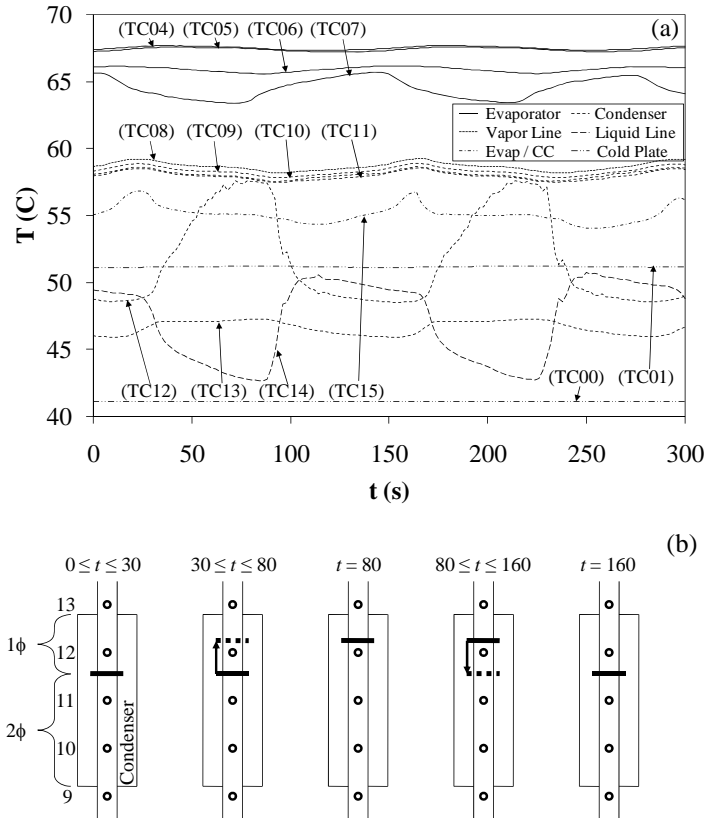 (a)
70
65
60
55
50
45
40
T (C)
(TC04) (TC05) (TC06) (TC07)
Evaporator Condenser
Vapor Line Liquid Line
Evap / CC Cold Plate
(TC08) (TC09) (TC10) (TC11)
(TC12) (TC13) (TC14) (TC15) (TC00) (TC01)
0 50 100 150 200 250 300
t (s)
(b)
0 ≤ t ≤ 30 30 ≤ t ≤ 80 t = 80 80 ≤ t ≤ 160 t = 160
13
1ϕ
12
11
2ϕ
10
9
Condenser